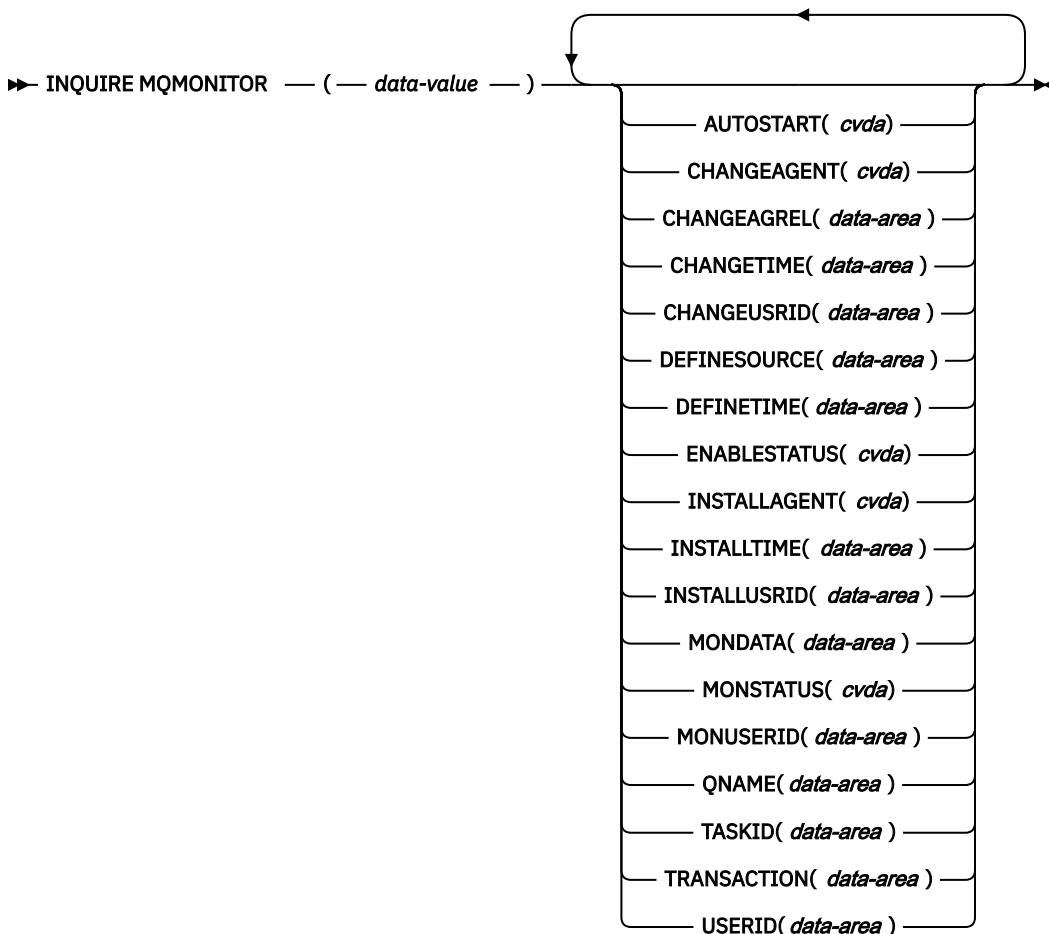 INQUIRE MQMONITOR ( data-value )
AUTOSTART( cvda)
CHANGEAGENT( cvda)
CHANGEAGREL( data-area )
CHANGETIME( data-area )
CHANGEUSRID( data-area )
DEFINESOURCE( data-area )
DEFINETIME( data-area )
ENABLESTATUS( cvda)
INSTALLAGENT( cvda)
INSTALLTIME( data-area )
INSTALLUSRID( data-area )
MONDATA( data-area )
MONSTATUS( cvda)
MONUSERID( data-area )
QNAME( data-area )
TASKID( data-area )
TRANSACTION( data-area )
USERID( data-area )